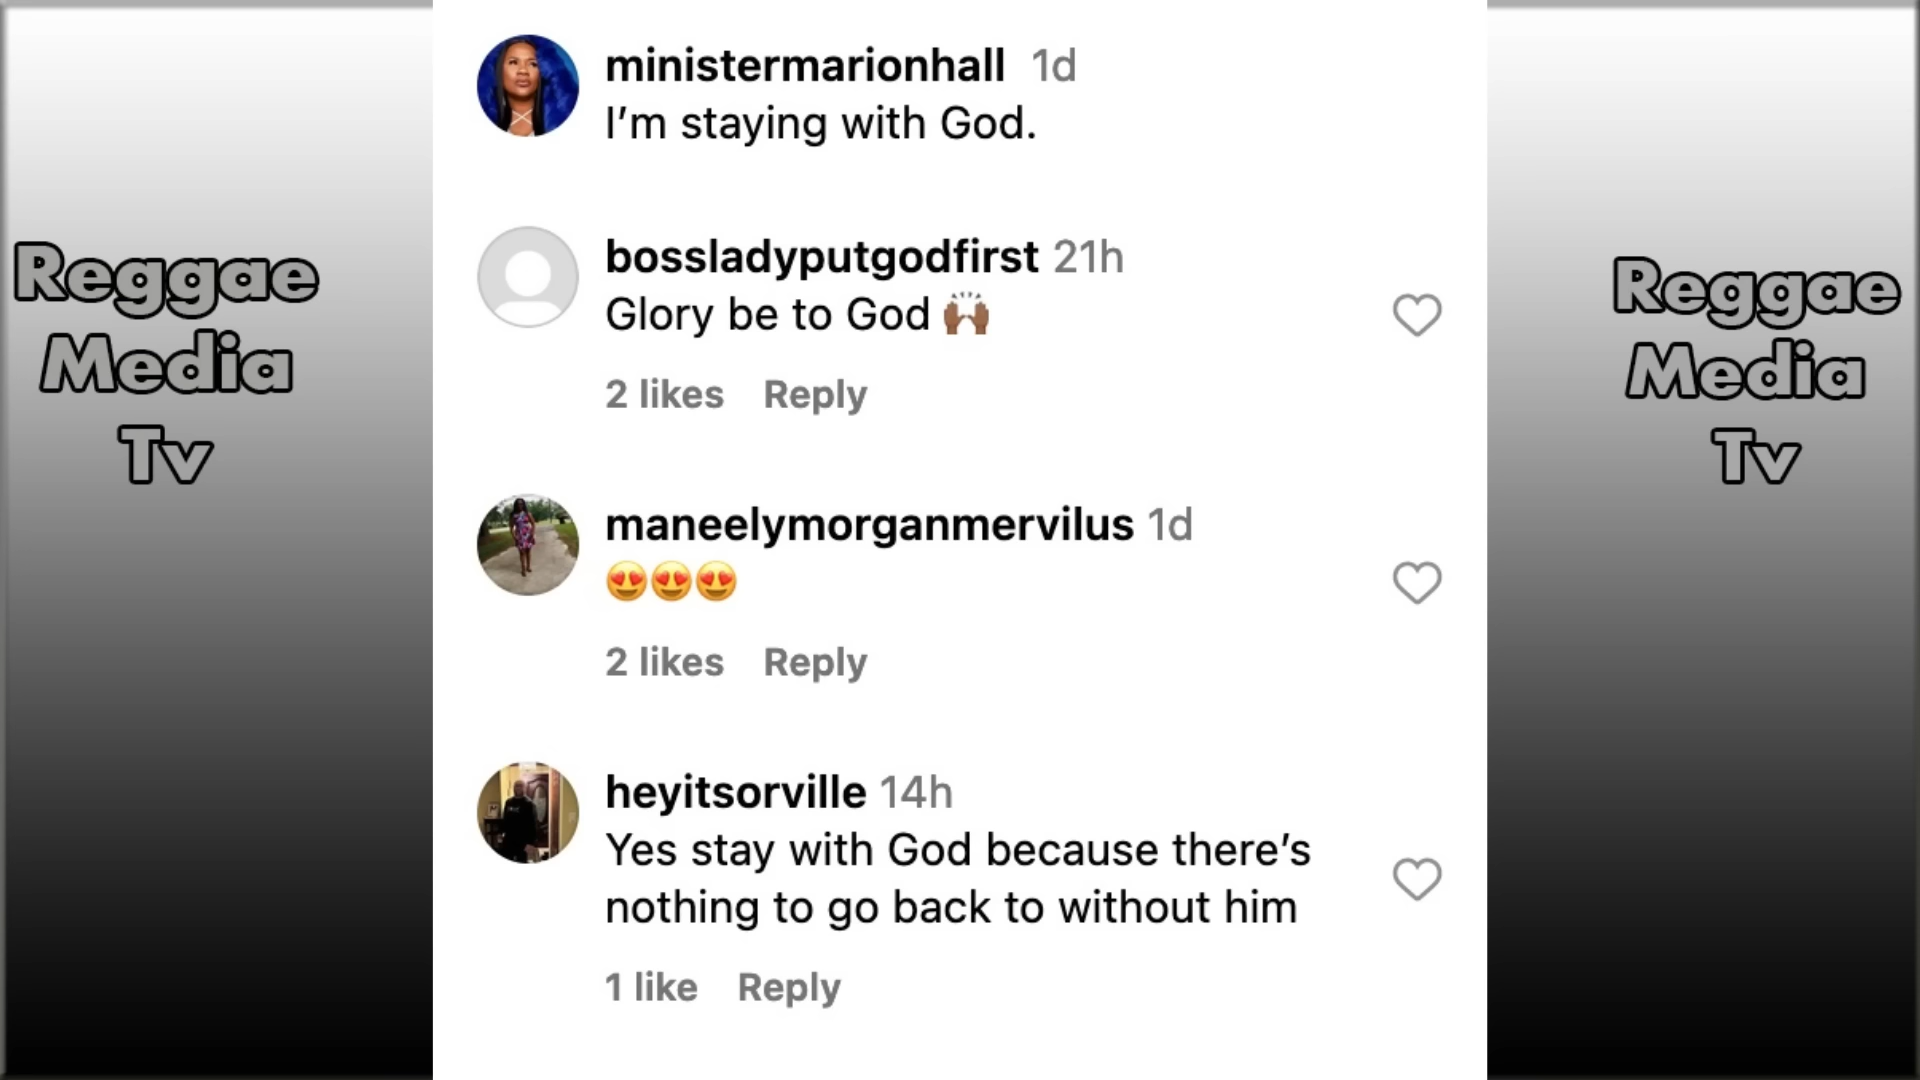 Reggae
Media
Tv
ministermarionhall 1d
I’m staying with God.
bossladyputgodfirst 21h
Glory be to God 🙌🏾
2 likes Reply
maneelymorganmervilus 1d
😍😍😍
2 likes Reply
heyitsorville 14h
Yes stay with God because there’s
nothing to go back to without him
1 like Reply
Reggae
Media
Tv